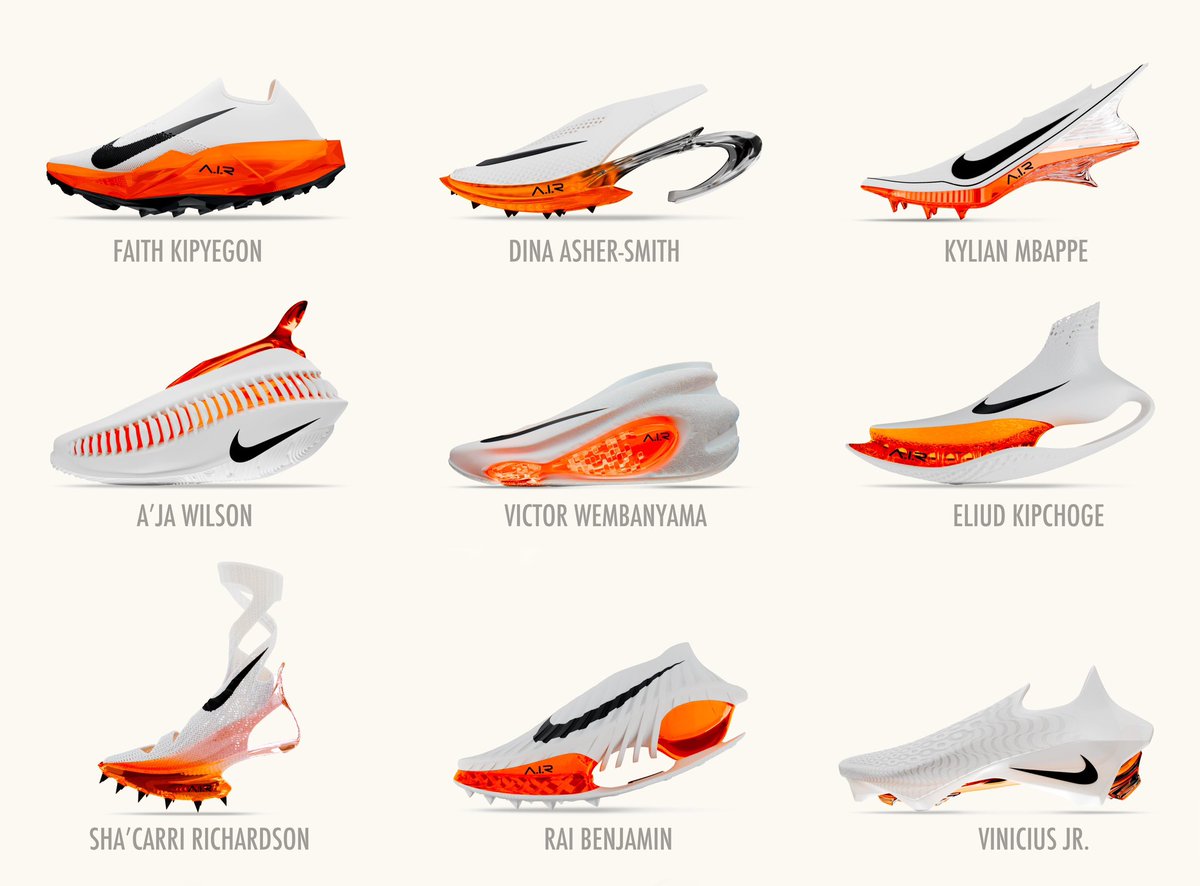 A.I.R
FAITH KIPYEGON
A.I.R
DINA ASHER-SMITH
A.I.R
KYLIAN MBAPPE
A'JA WILSON
A.I.R
VICTOR WEMBANYAMA
A.I.R
ELIUD KIPCHOGE
A.I.R
SHA'CARRI RICHARDSON
A.I.R
RAI BENJAMIN
VINICIUS JR.